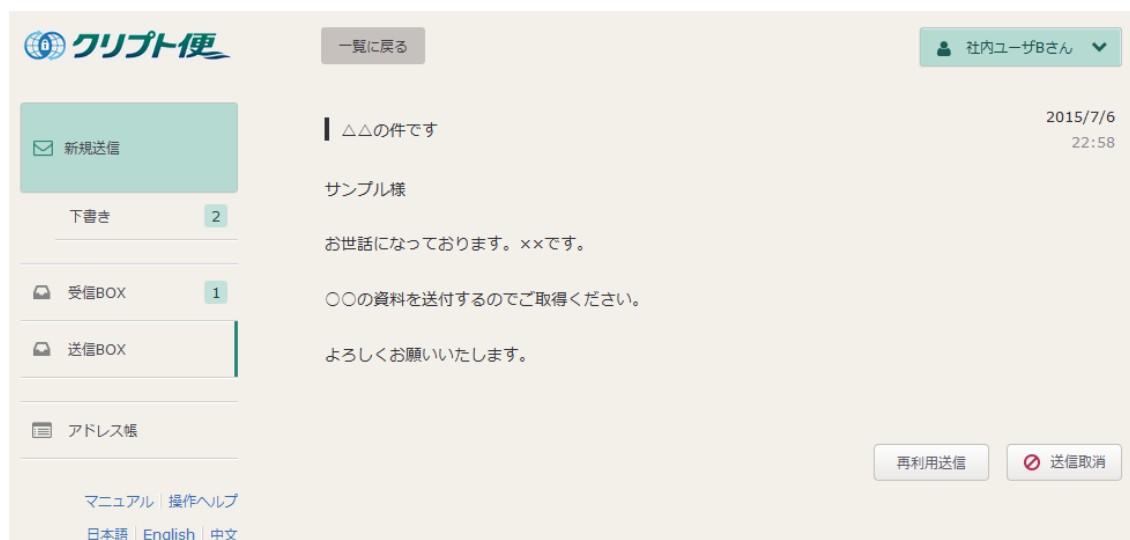 クリプト便
一覧に戻る
社内ユーザBさん
新規送信
下書き 2
受信BOX 1
送信BOX
アドレス帳
マニュアル 操作ヘルプ
日本語 English 中文
△△の件です
2015/7/6
22:58
サンプル様
お世話になっております。××です。
○○の資料を送付するのでご取得ください。
よろしくお願いいたします。
再利用送信
送信取消